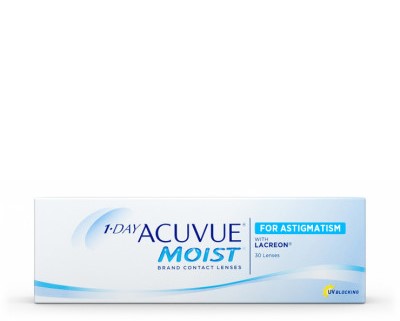 1·DAY ACUVUE
MOIST
BRAND CONTACT LENSES
FOR ASTIGMATISM
WITH
LACREON®
30 Lenses
UV BLOCKING